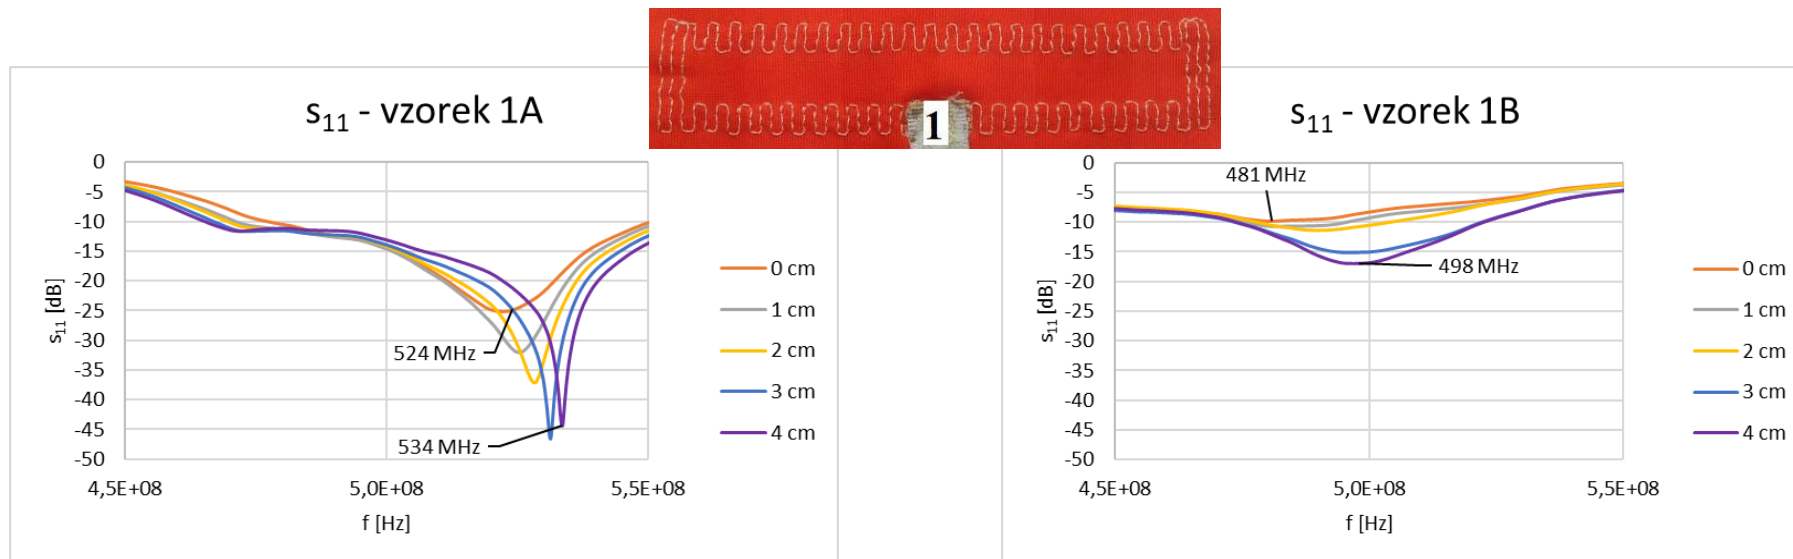 1
s₁₁ - vzorek 1A
0
-5
-10
-15
-20
-25
-30
-35
-40
-45
-50
s₁₁ [dB]
524 MHz
534 MHz
4,5E+08
5,0E+08
5,5E+08
f [Hz]
0 cm
1 cm
2 cm
3 cm
4 cm
s₁₁ - vzorek 1B
0
-5
-10
-15
-20
-25
-30
-35
-40
-45
-50
s₁₁ [dB]
481 MHz
498 MHz
4,5E+08
5,0E+08
5,5E+08
f [Hz]
0 cm
1 cm
2 cm
3 cm
4 cm